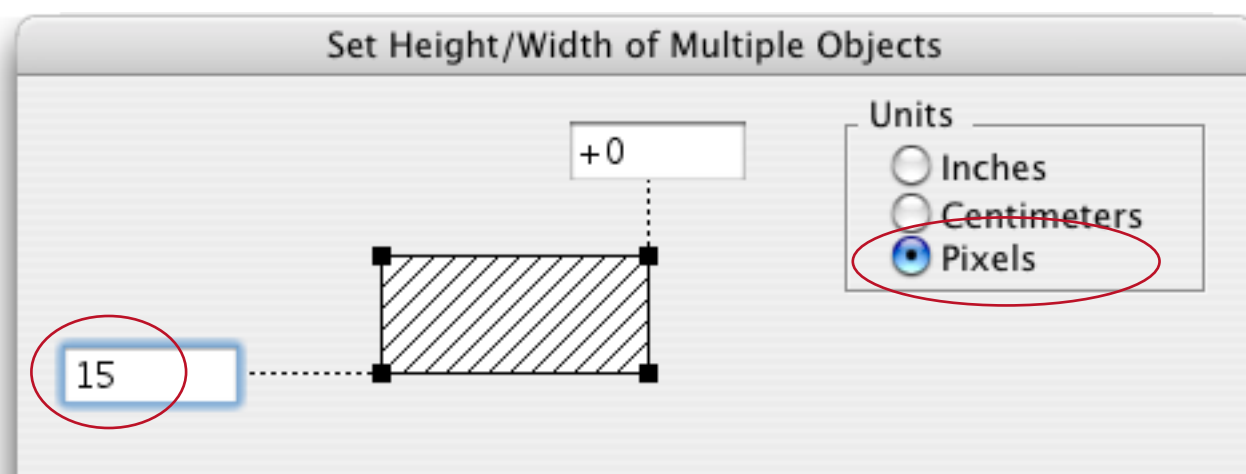 Set Height/Width of Multiple Objects
Units
+0
Inches
Centimeters
Pixels
15